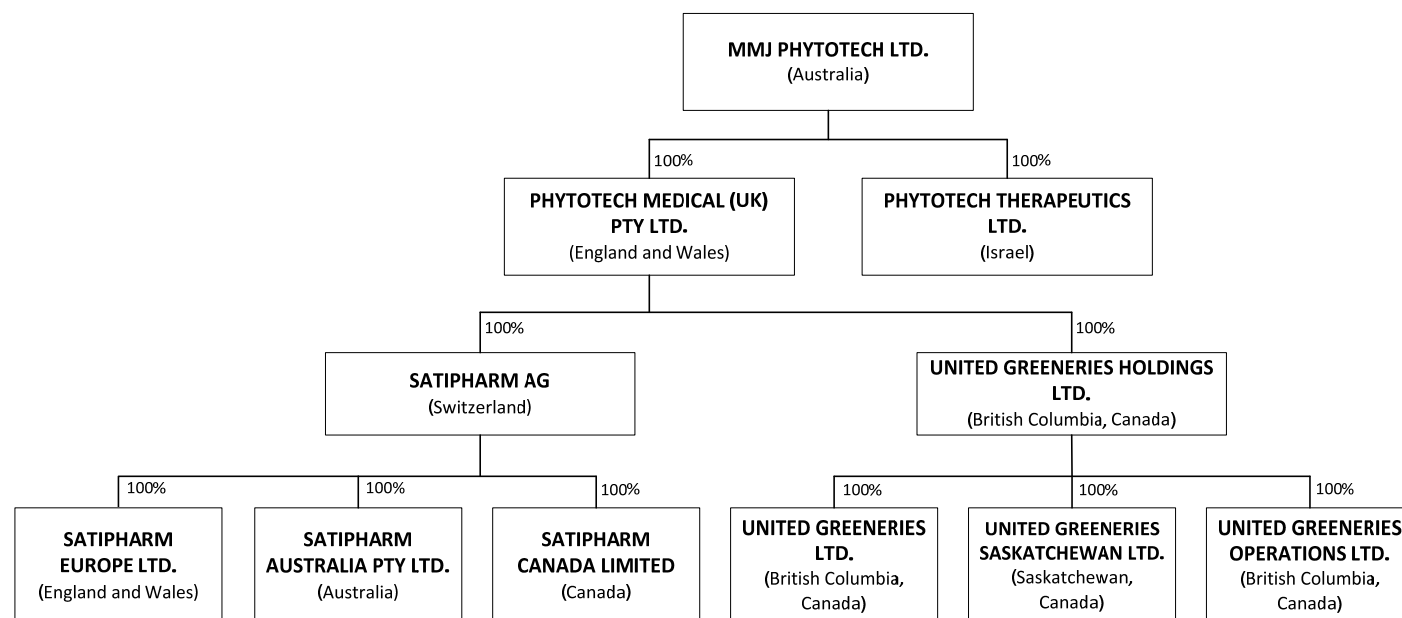 MMJ PHYTOTECH LTD.
(Australia)
100%
100%
PHYTOTECH MEDICAL (UK)
PTY LTD.
(England and Wales)
PHYTOTECH THERAPEUTICS
LTD.
(Israel)
100%
100%
SATIPHARM AG
(Switzerland)
UNITED GREENERIES HOLDINGS
LTD.
(British Columbia, Canada)
100%
100%
100%
100%
100%
100%
SATIPHARM
EUROPE LTD.
(England and Wales)
SATIPHARM
AUSTRALIA PTY LTD.
(Australia)
SATIPHARM
CANADA LIMITED
(Canada)
UNITED GREENERIES
LTD.
(British Columbia,
Canada)
UNITED GREENERIES
SASKATCHEWAN LTD.
(Saskatchewan,
Canada)
UNITED GREENERIES
OPERATIONS LTD.
(British Columbia,
Canada)